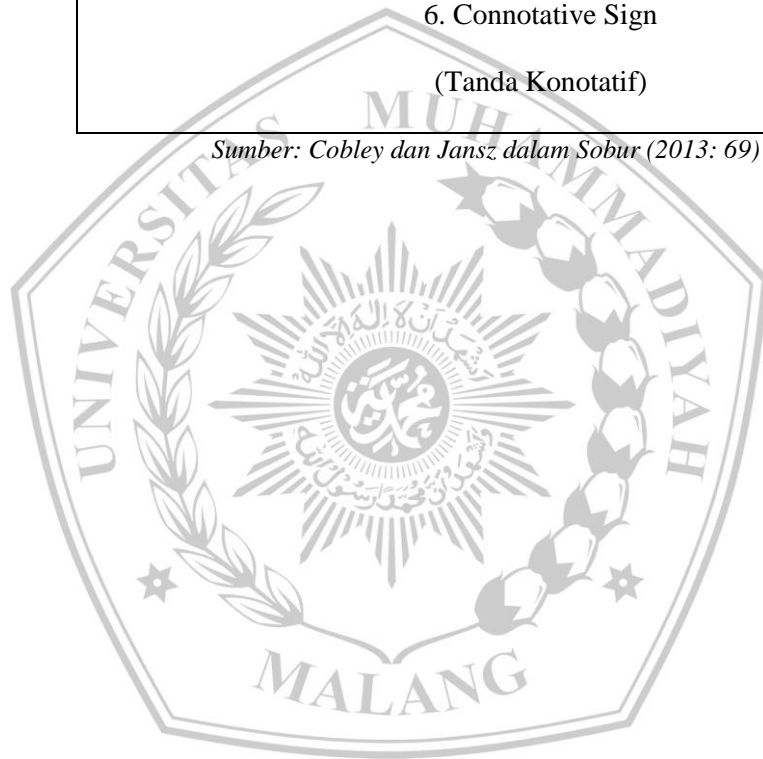 6. Connotative Sign
(Tanda Konotatif)
Sumber: Cobley dan Jansz dalam Sobur (2013: 69)
UNIVERSITAS MUHAMMADIYAH
MALANG